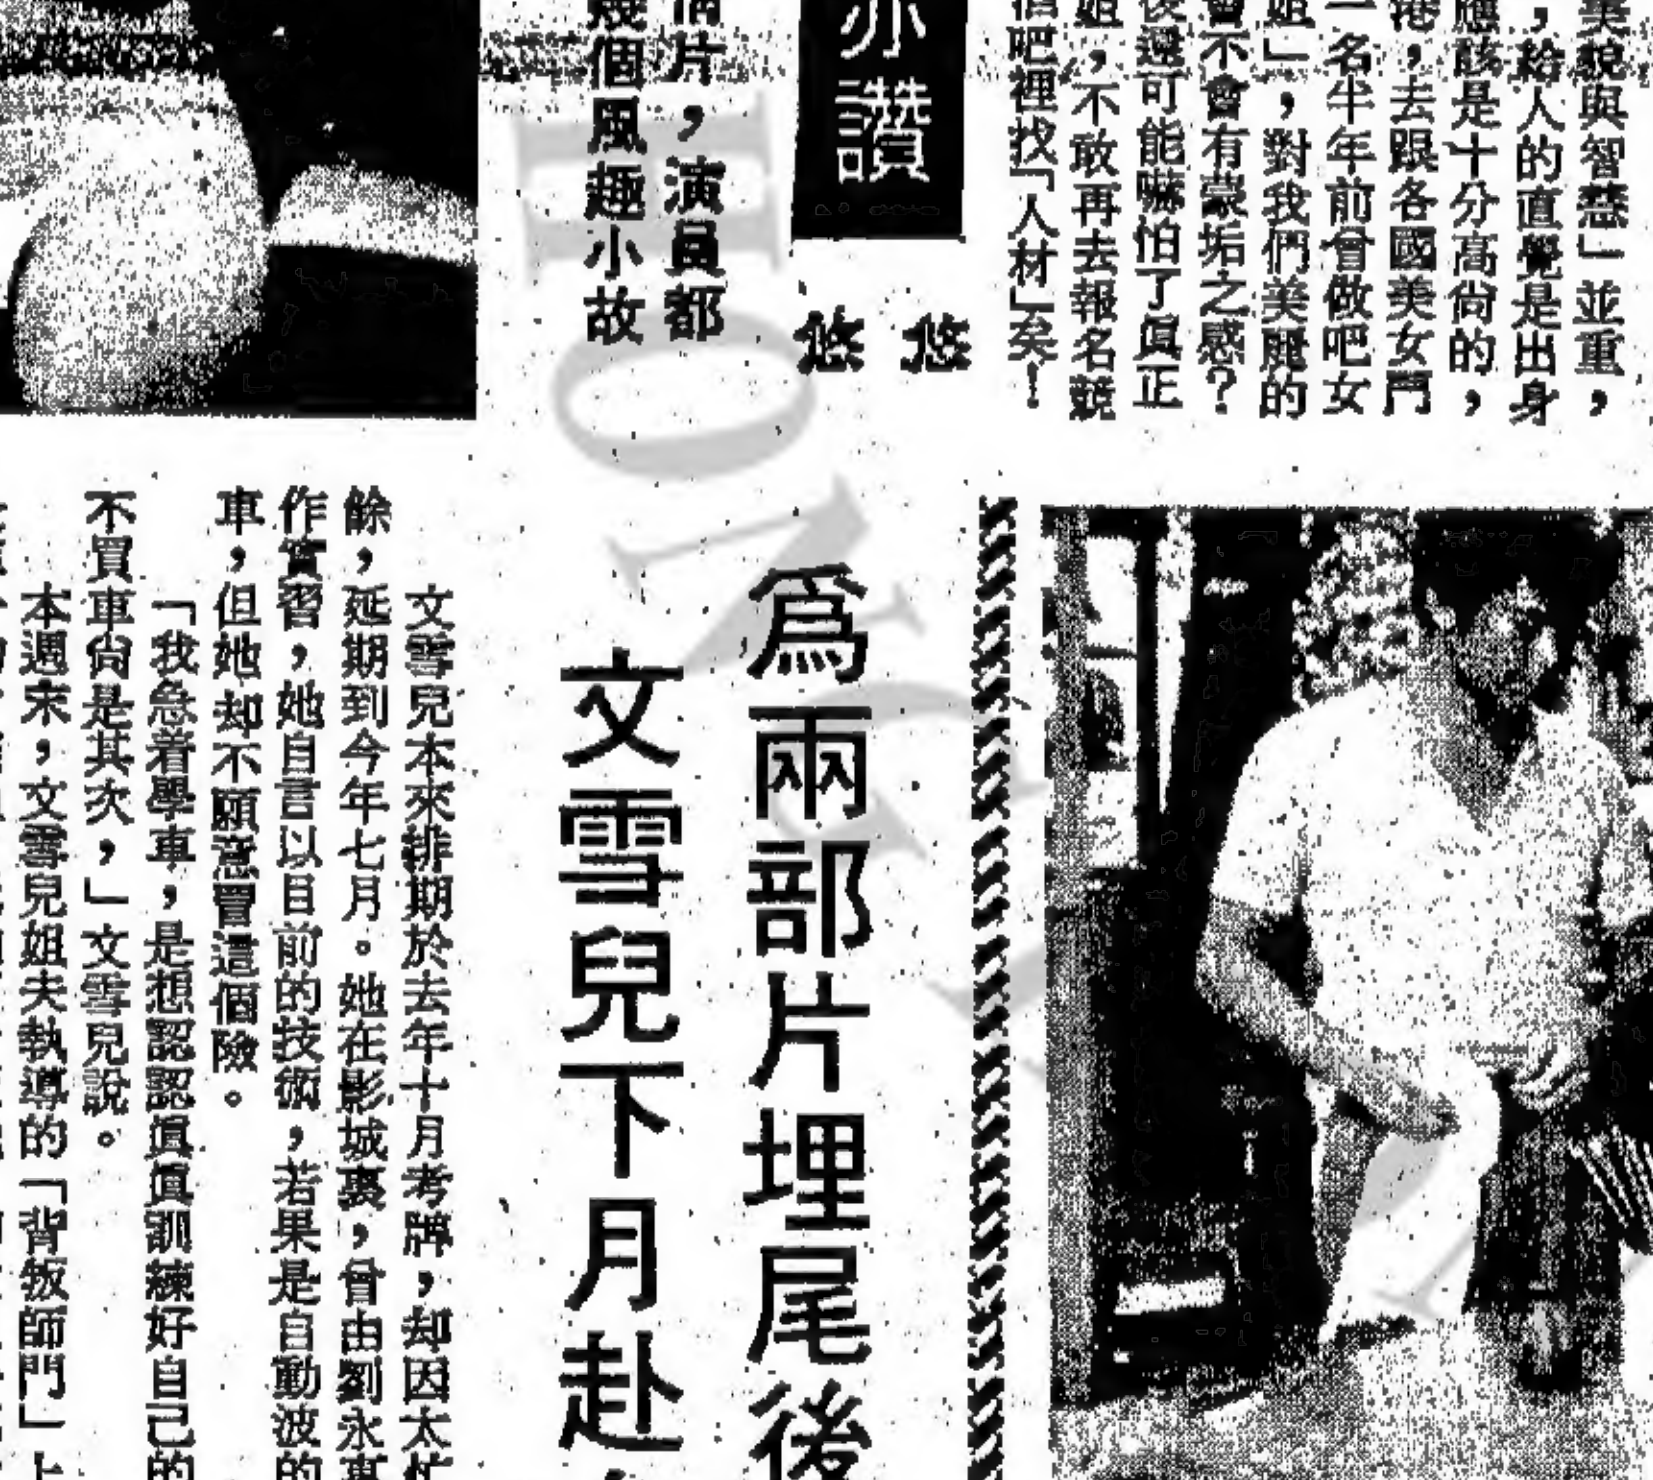 美貌與智慧」並重，
，給人的直覺是出身
應該是十分高尚的，
港，去跟各國美女鬥
一名半年前曾做吧女
姐」，對我們美麗的
會不會有蒙垢之感？
後還可能嚇怕了眞正
姐，不敢再去報名競
個吧裡找「人材」矣！
亦讚
悠悠
片，演員都
幾個風趣小故
爲兩部片埋尾後
文雪兒下月赴
文雪兒本來排期於去年十月考牌，却因太忙
餘，延期到今年七月。她在影城裏，曾由劉永
作實習，她自言以目前的技術，若果是自動波的
車，但她却不願意冒這個險。
「我急着學車，是想認認眞眞訓練好自己的
不買車尙是其次，」文雪兒說。
本週末，文雪兒姐夫執導的「背叛師門」上